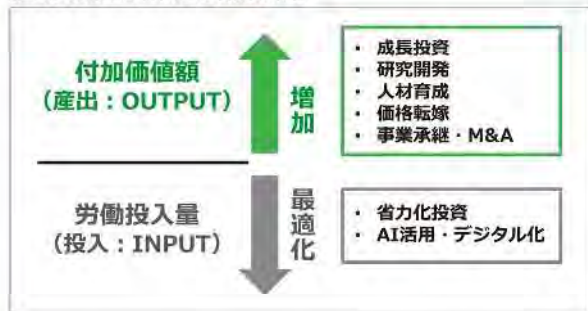 付加価値額
（産出：OUTPUT）
増加
・ 成長投資
・ 研究開発
・ 人材育成
・ 価格転嫁
・ 事業承継・M&A
労働投入量
（投入：INPUT）
最適化
・ 省力化投資
・ AI活用・デジタル化